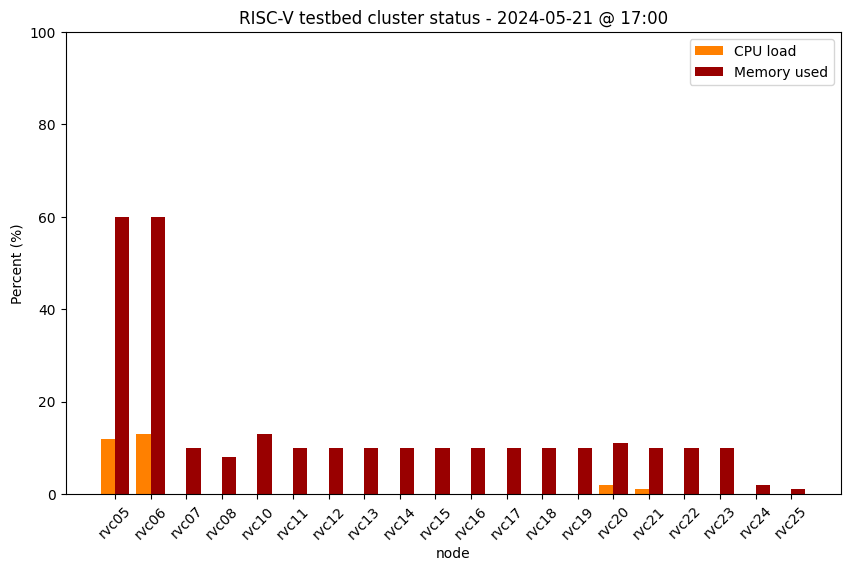 RISC-V testbed cluster status - 2024-05-21 @ 17:00
CPU load
Memory used
Percent (%)
100
80
60
40
20
0
rvc05 rvc06 rvc07 rvc08 rvc10 rvc11 rvc12 rvc13 rvc14 rvc15 rvc16 rvc17 rvc18 rvc19 rvc20 rvc21 rvc22 rvc23 rvc24 rvc25
node